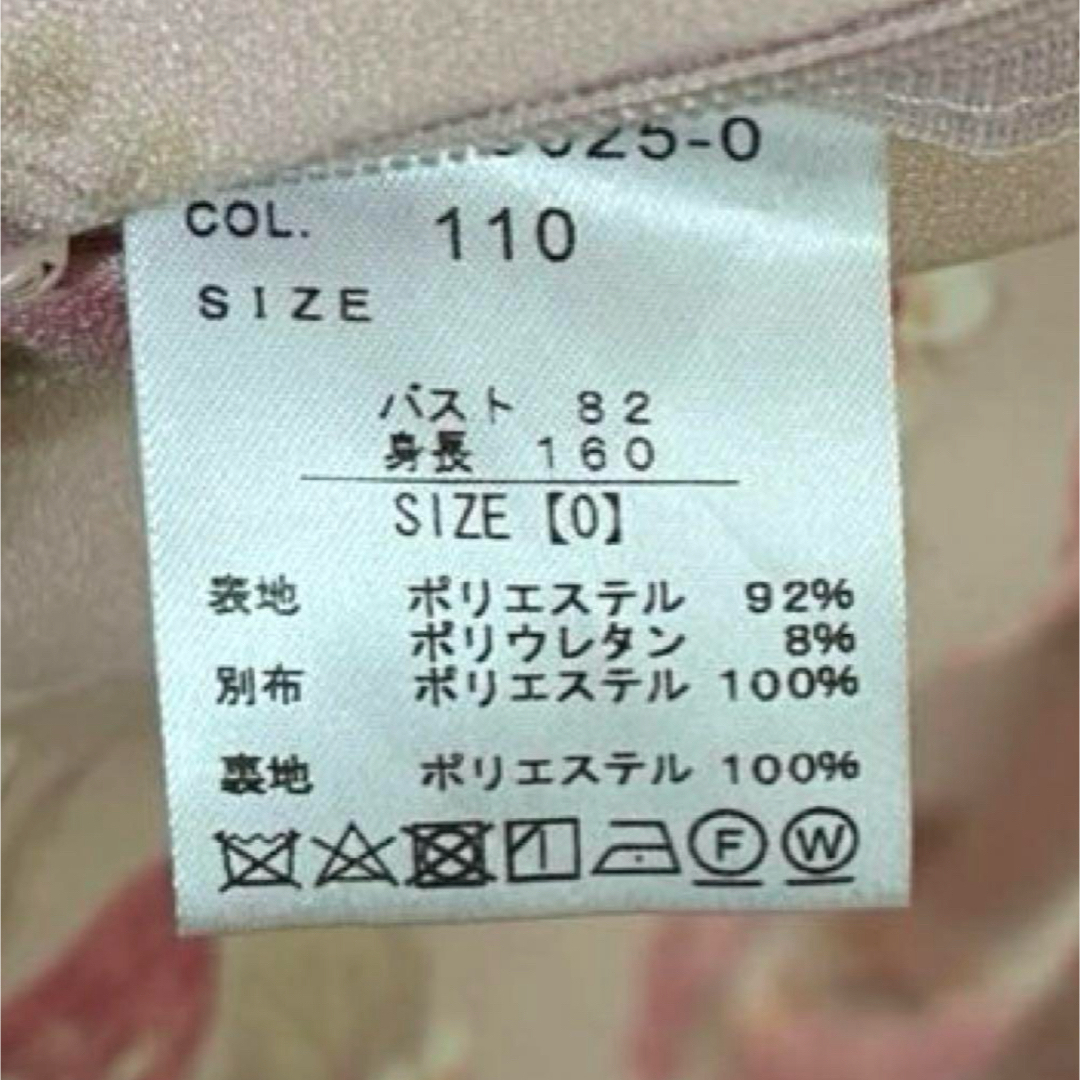 25-0
COL. 110
SIZE
バスト 82
身長 160
SIZE【0】
表地 ポリエステル 92%
ポリウレタン 8%
別布 ポリエステル 100%
裏地 ポリエステル 100%
F W